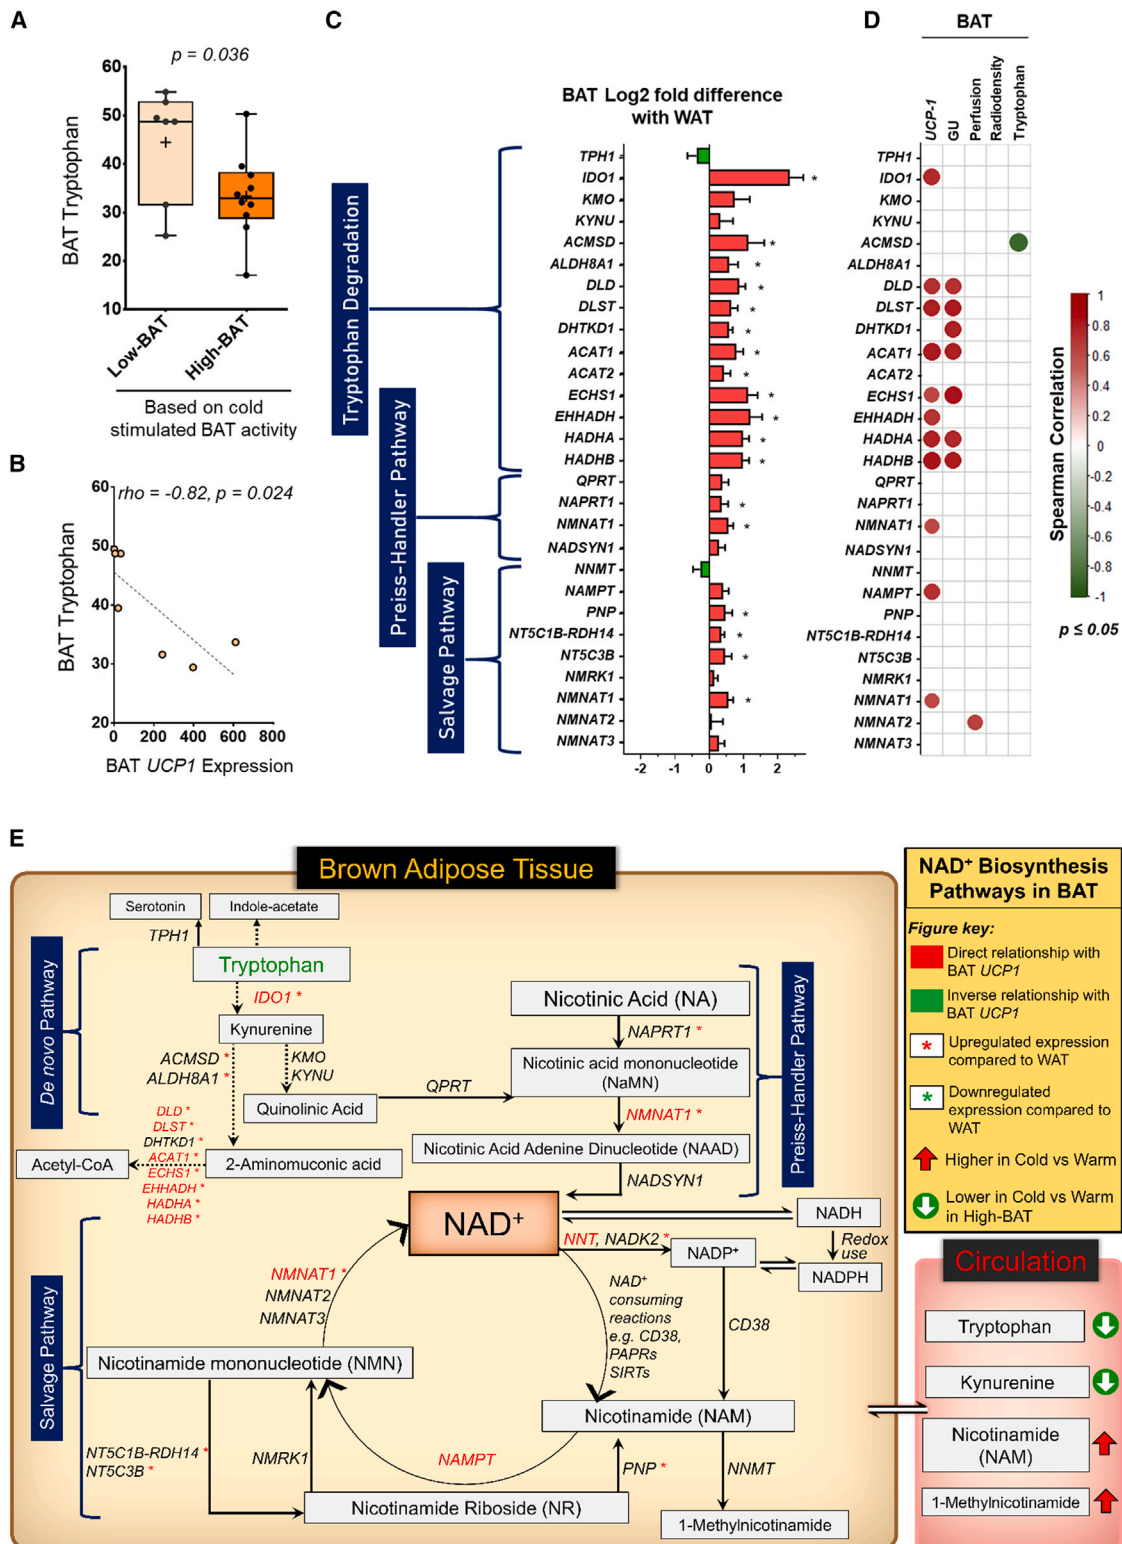 A
p = 0.036
BAT Tryptophan
60
50
40
30
20
10
Low-BAT
High-BAT
Based on cold
stimulated BAT activity
B
rho = -0.82, p = 0.024
BAT Tryptophan
60
50
40
30
20
0
200
400
600
800
BAT UCP1 Expression
C
BAT Log2 fold difference
with WAT
Tryptophan Degradation
Preiss-Handler Pathway
Salvage Pathway
TPH1
IDO1 *
KMO
KYNU
ACMSD *
ALDH8A1 *
DLD *
DLST *
DHTKD1 *
ACAT1 *
ACAT2 *
ECHS1 *
EHHADH *
HADHA *
HADHB *
QPRT
NAPRT1 *
NMNAT1 *
NADSYN1
NNMT
NAMPT
PNP *
NT5C1B-RDH14 *
NT5C3B *
NMRK1
NMNAT1 *
NMNAT2
NMNAT3
-2
-1
0
1
2
D
BAT
UCP-1
GU
Perfusion
Radiodensity
Tryptophan
TPH1
IDO1
KMO
KYNU
ACMSD
ALDH8A1
DLD
DLST
DHTKD1
ACAT1
ACAT2
ECHS1
EHHADH
HADHA
HADHB
QPRT
NAPRT1
NMNAT1
NADSYN1
NNMT
NAMPT
PNP
NT5C1B-RDH14
NT5C3B
NMRK1
NMNAT1
NMNAT2
NMNAT3
Spearman Correlation
1
0.8
0.6
0.4
0.2
0
-0.2
-0.4
-0.6
-0.8
-1
p ≤ 0.05
E
Brown Adipose Tissue
De novo Pathway
Serotonin
Indole-acetate
TPH1
Tryptophan
IDO1 *
Kynurenine
ACMSD *
ALDH8A1 *
KMO
KYNU
Quinolinic Acid
QPRT
DLD *
DLST *
DHTKD1 *
ACAT1 *
ECHS1 *
EHHADH *
HADHA *
HADHB *
Acetyl-CoA
2-Aminomuconic acid
Nicotinic Acid (NA)
NAPRT1 *
Nicotinic acid mononucleotide
(NaMN)
NMNAT1 *
Nicotinic Acid Adenine Dinucleotide (NAAD)
NADSYN1
Preiss-Handler Pathway
NAD+
NADH
NNT, NADK2 *
NADP+
Redox
use
NADPH
Salvage Pathway
NMNAT1 *
NMNAT2
NMNAT3
NAD+
consuming
reactions
e.g. CD38,
PAPRs
SIRTs
CD38
Nicotinamide mononucleotide (NMN)
Nicotinamide (NAM)
NT5C1B-RDH14 *
NT5C3B *
NMRK1
NAMPT
PNP *
NNMT
Nicotinamide Riboside (NR)
1-Methylnicotinamide
NAD+ Biosynthesis
Pathways in BAT
Figure key:
Direct relationship with
BAT UCP1
Inverse relationship with
BAT UCP1
* Upregulated expression
compared to WAT
* Downregulated
expression compared to
WAT
Higher in Cold vs Warm
Lower in Cold vs Warm
in High-BAT
Circulation
Tryptophan
Kynurenine
Nicotinamide
(NAM)
1-Methylnicotinamide